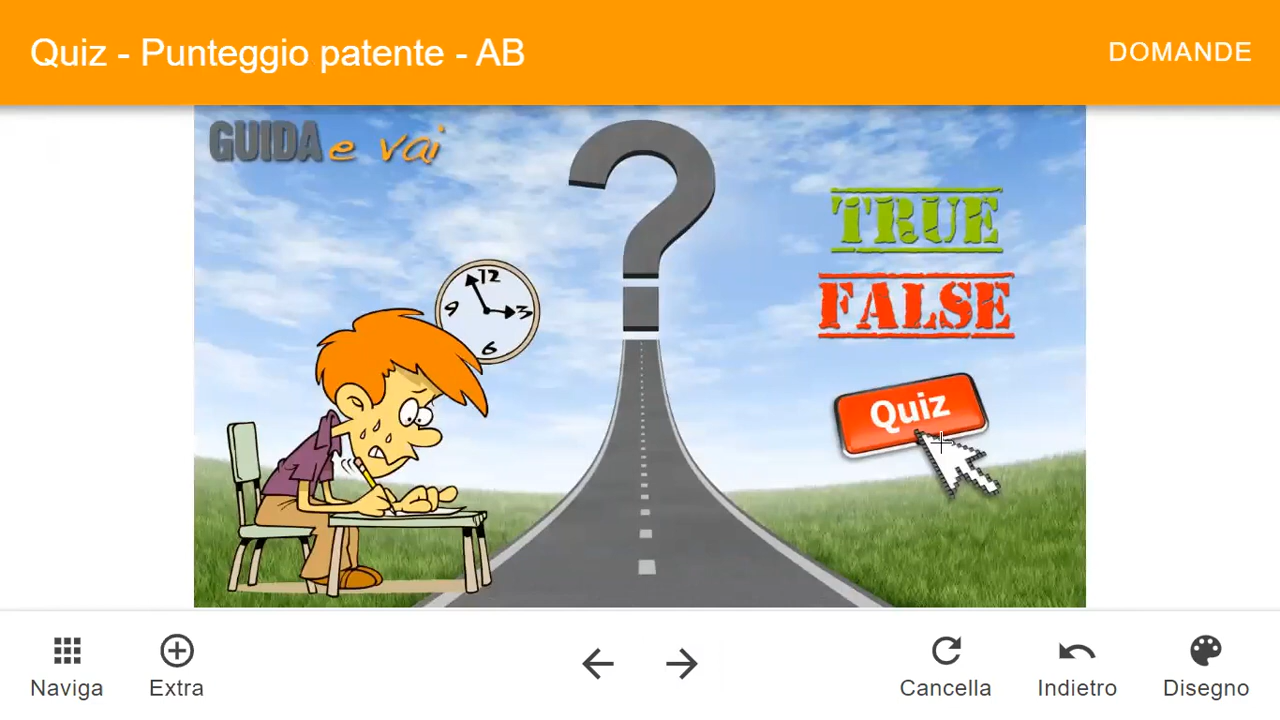 Quiz - Punteggio patente - AB
DOMANDE
GUIDA e vai
TRUE
FALSE
12
9
3
6
Quiz
Naviga
Extra
Cancella
Indietro
Disegno